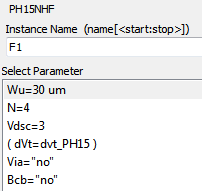 PH15NHF
Instance Name  (name[<start:stop>])
F1
Select Parameter
Wu=30 um
N=4
Vdsc=3
( dVt=dvt_PH15 )
Via="no"
Bcb="no"